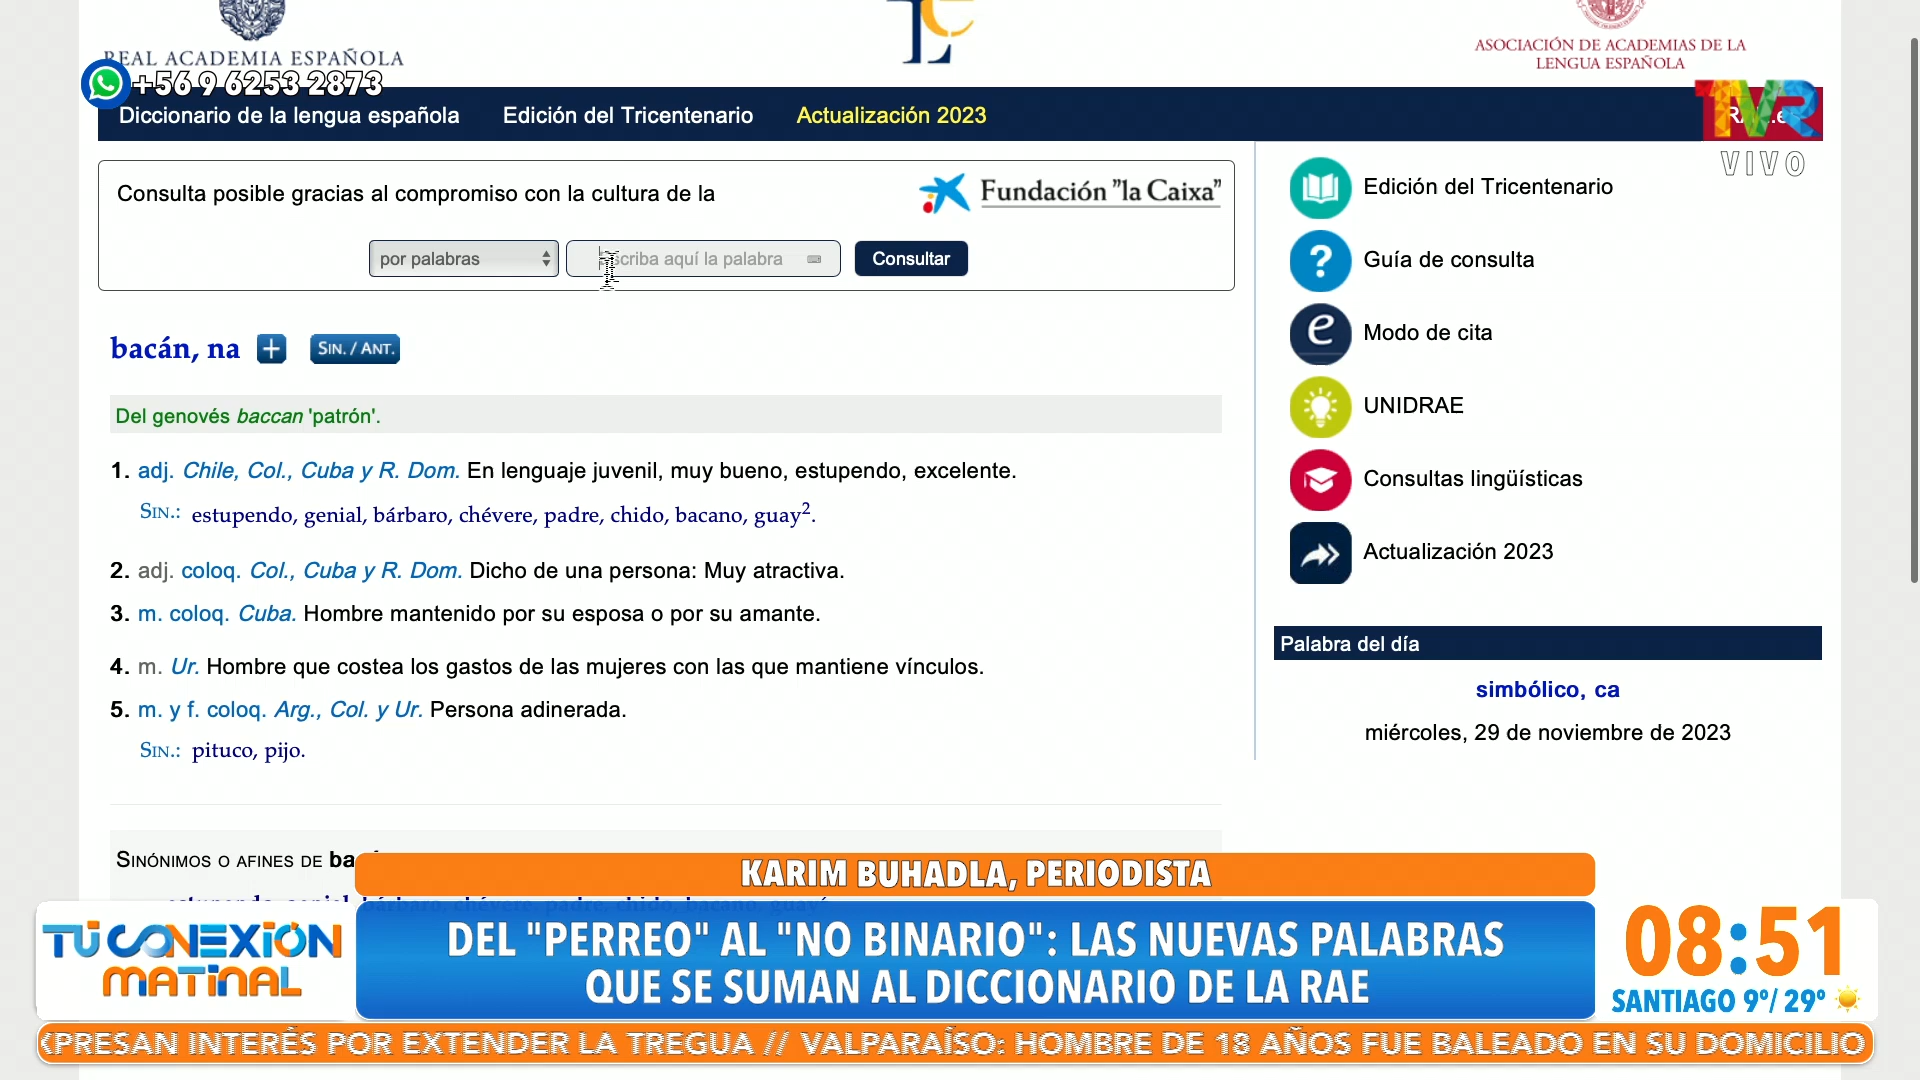 REAL ACADEMIA ESPAÑOLA
ASOCIACIÓN DE ACADEMIAS DE LA
LENGUA ESPAÑOLA
+56 9 6253 2873
Diccionario de la lengua española Edición del Tricentenario Actualización 2023
TVR
VIVO
Consulta posible gracias al compromiso con la cultura de la
Fundación "la Caixa"
por palabras
aquí la palabra
Consultar
Edición del Tricentenario
Guía de consulta
Modo de cita
UNIDRAE
Consultas lingüísticas
Actualización 2023
bacán, na + SIN. / ANT.
Del genovés baccan 'patrón'.
1. adj. Chile, Col., Cuba y R. Dom. En lenguaje juvenil, muy bueno, estupendo, excelente.
SIN.: estupendo, genial, bárbaro, chévere, padre, chido, bacano, guay2.
2. adj. coloq. Col., Cuba y R. Dom. Dicho de una persona: Muy atractiva.
3. m. coloq. Cuba. Hombre mantenido por su esposa o por su amante.
4. m. Ur. Hombre que costea los gastos de las mujeres con las que mantiene vínculos.
5. m. y f. coloq. Arg., Col. y Ur. Persona adinerada.
SIN.: pituco, pijo.
Palabra del día
simbólico, ca
miércoles, 29 de noviembre de 2023
SINÓNIMOS O AFINES DE
KARIM BUHADLA, PERIODISTA
TÚ CONEXIÓN
MATINAL
DEL "PERREO" AL "NO BINARIO": LAS NUEVAS PALABRAS
QUE SE SUMAN AL DICCIONARIO DE LA RAE
08:51
SANTIAGO 9º/ 29º
PRESAN INTERÉS POR EXTENDER LA TREGUA // VALPARAÍSO: HOMBRE DE 18 AÑOS FUE BALEADO EN SU DOMICILIO